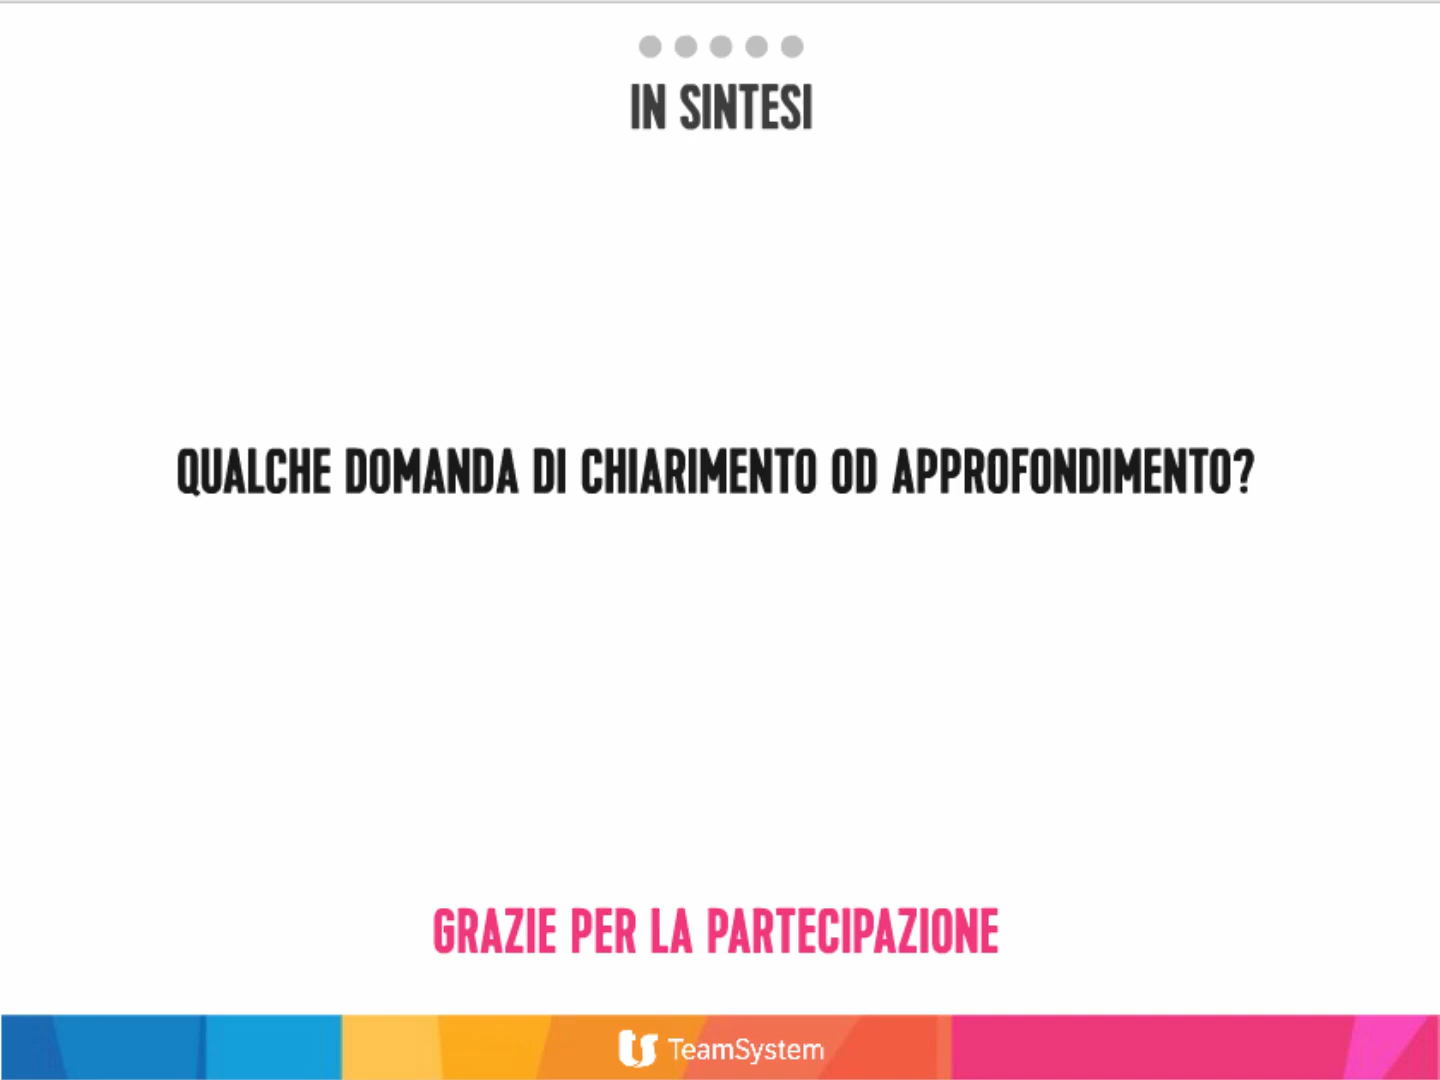 IN SINTESI
QUALCHE DOMANDA DI CHIARIMENTO OD APPROFONDIMENTO?
GRAZIE PER LA PARTECIPAZIONE
TeamSystem